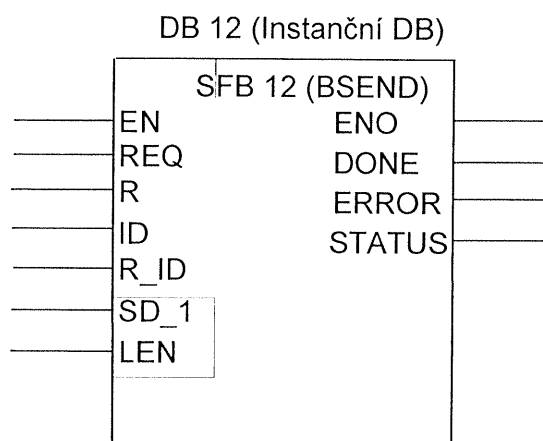 DB 12 (Instanční DB)
SFB 12 (BSEND)
EN ENO
REQ DONE
R ERROR
ID STATUS
R_ID
SD_1
LEN